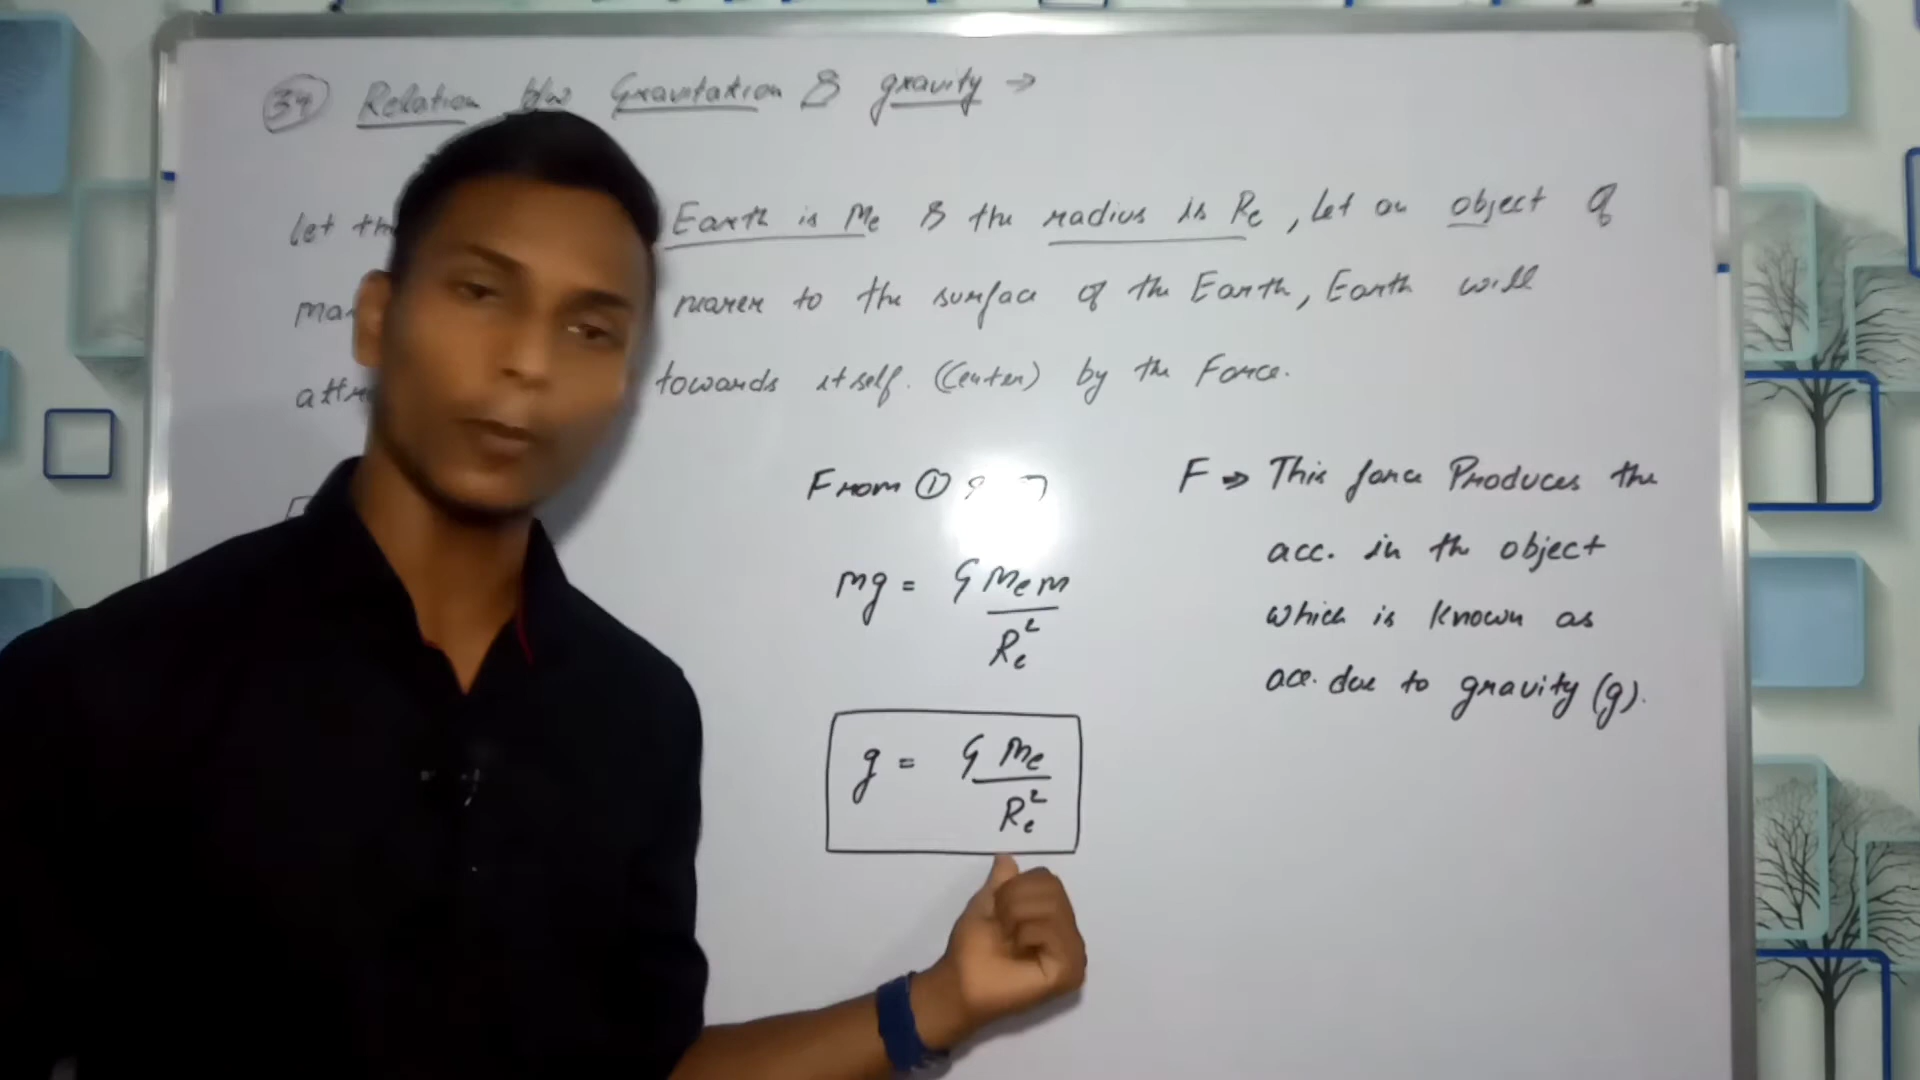 34 Relation b/w Gravitation & gravity →
Let the Earth is Me & the radius is Re, Let an object of
nearer to the surface of the Earth, Earth will
towards itself. (Center) by the Force.
From ①
F ⇒ This force Produces the
acc. in the object
which is known as
acc. due to gravity (g).
mg = G Me m / Re²
g = G Me / Re²